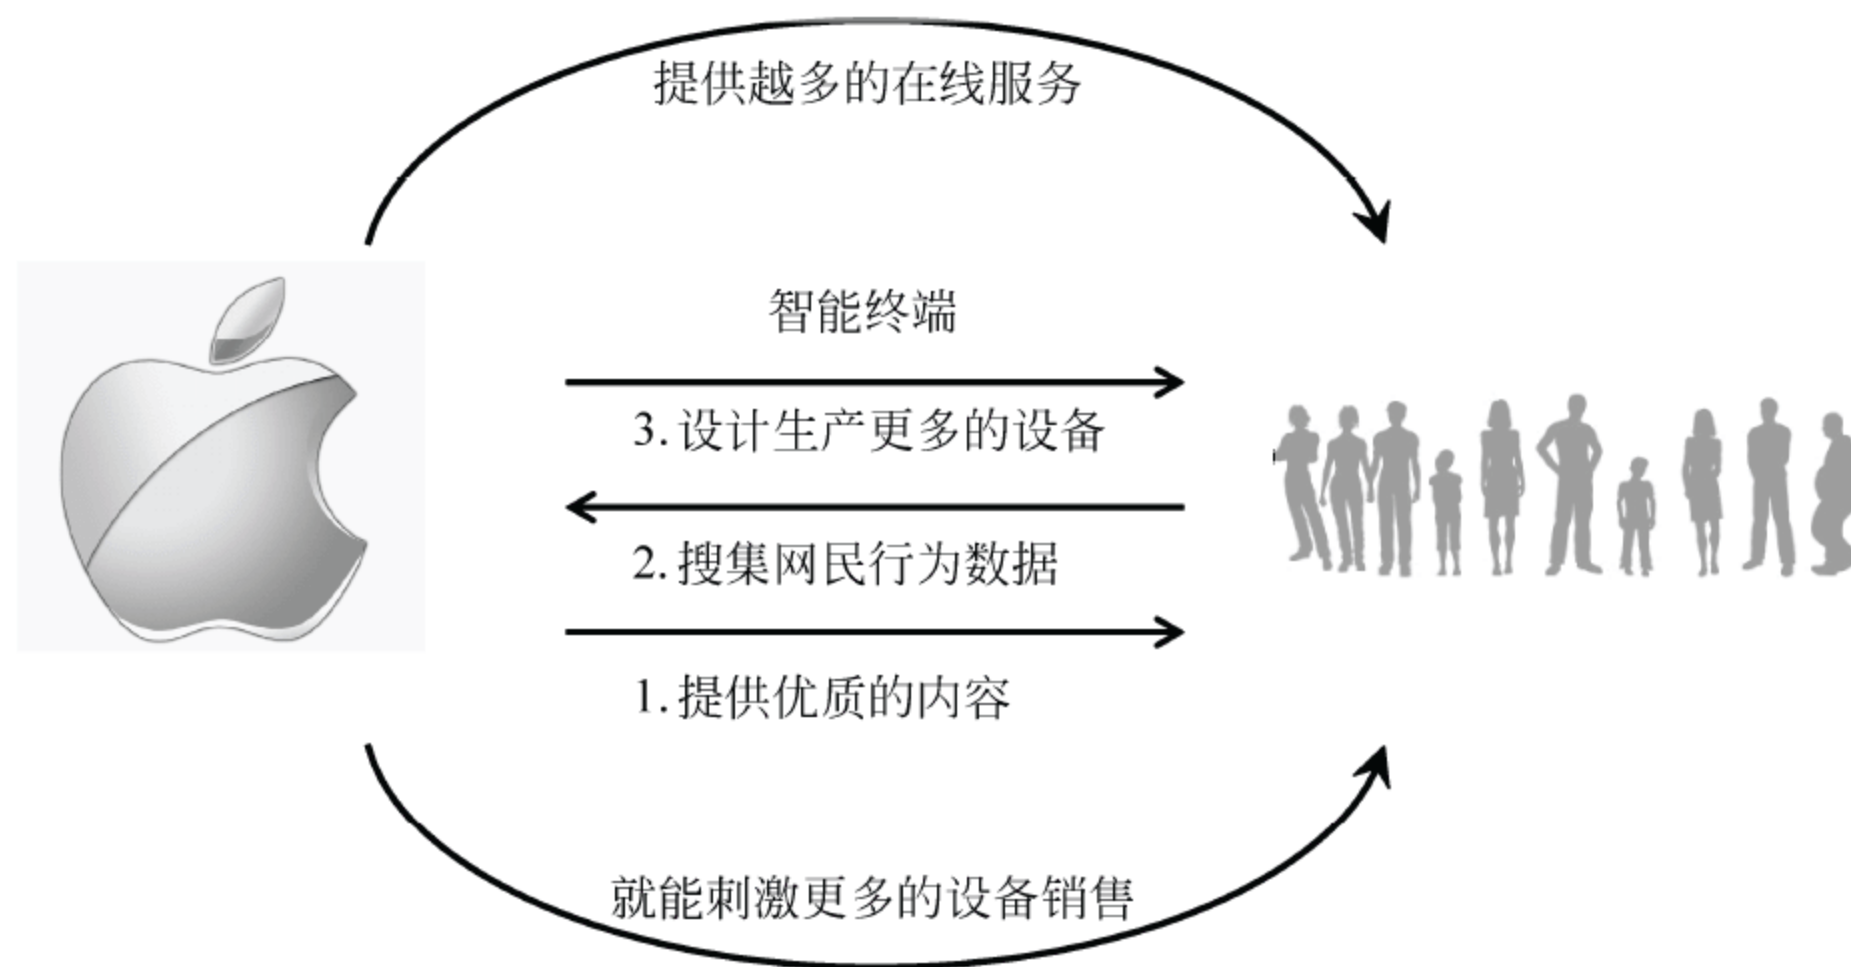 提供越多的在线服务
智能终端
3.设计生产更多的设备
2.搜集网民行为数据
1.提供优质的内容
就能刺激更多的设备销售